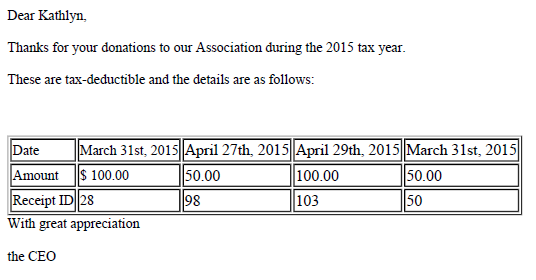 Dear Kathlyn,
Thanks for your donations to our Association during the 2015 tax year.
These are tax-deductible and the details are as follows:
Date March 31st, 2015 April 27th, 2015 April 29th, 2015 March 31st, 2015
Amount $ 100.00 50.00 100.00 50.00
Receipt ID 28 98 103 50
With great appreciation
the CEO